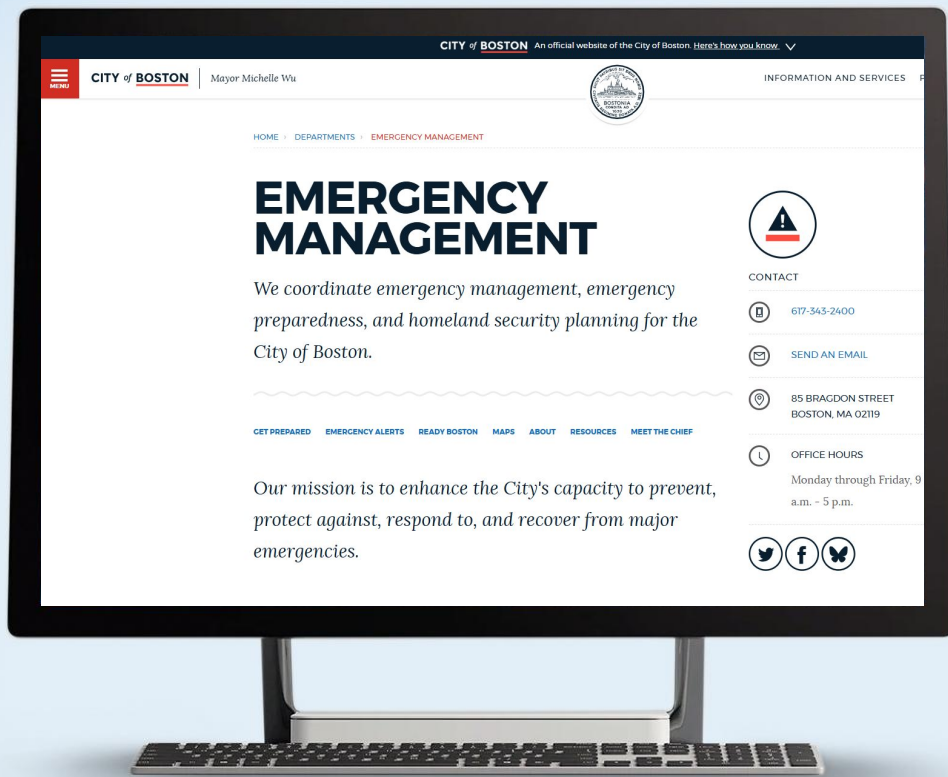 CITY of BOSTON An official website of the City of Boston. Here's how you know
MENU
CITY of BOSTON Mayor Michelle Wu
BOSTONIA
CONDITA AD
1630
INFORMATION AND SERVICES
HOME › DEPARTMENTS › EMERGENCY MANAGEMENT
EMERGENCY
MANAGEMENT
We coordinate emergency management, emergency
preparedness, and homeland security planning for the
City of Boston.
GET PREPARED EMERGENCY ALERTS READY BOSTON MAPS ABOUT RESOURCES MEET THE CHIEF
Our mission is to enhance the City's capacity to prevent,
protect against, respond to, and recover from major
emergencies.
CONTACT
617-343-2400
SEND AN EMAIL
85 BRAGDON STREET
BOSTON, MA 02119
OFFICE HOURS
Monday through Friday, 9
a.m. - 5 p.m.